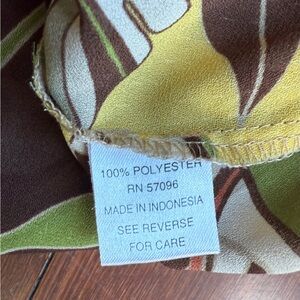 100% POLYESTER
RN 57096
MADE IN INDONESIA
SEE REVERSE
FOR CARE